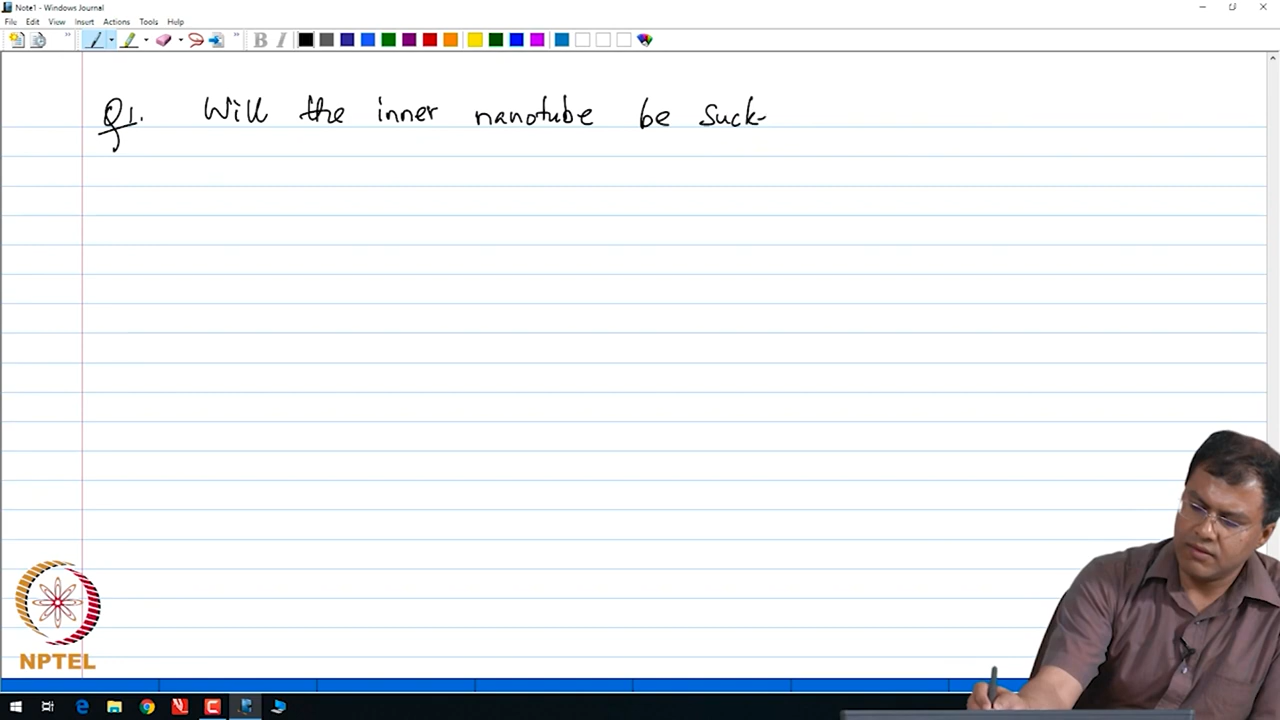 Note1 - Windows Journal
File Edit View Insert Actions Tools Help
B I
Q1. Will the inner nanotube be suck
NPTEL